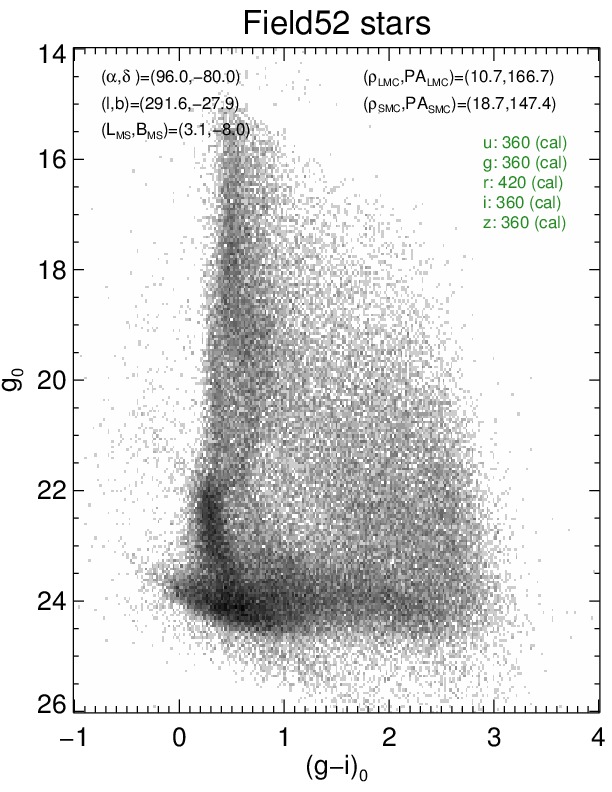 Field52 stars
(α,δ )=(96.0,−80.0)
(ρLMC,PALMC)=(10.7,166.7)
(l,b)=(291.6,−27.9)
(ρSMC,PASMC)=(18.7,147.4)
(LMS,BMS)=(3.1,−8.0)
u: 360 (cal)
g: 360 (cal)
r: 420 (cal)
i: 360 (cal)
z: 360 (cal)
14
16
18
20
22
24
26
g0
−1 0 1 2 3 4
(g−i)0